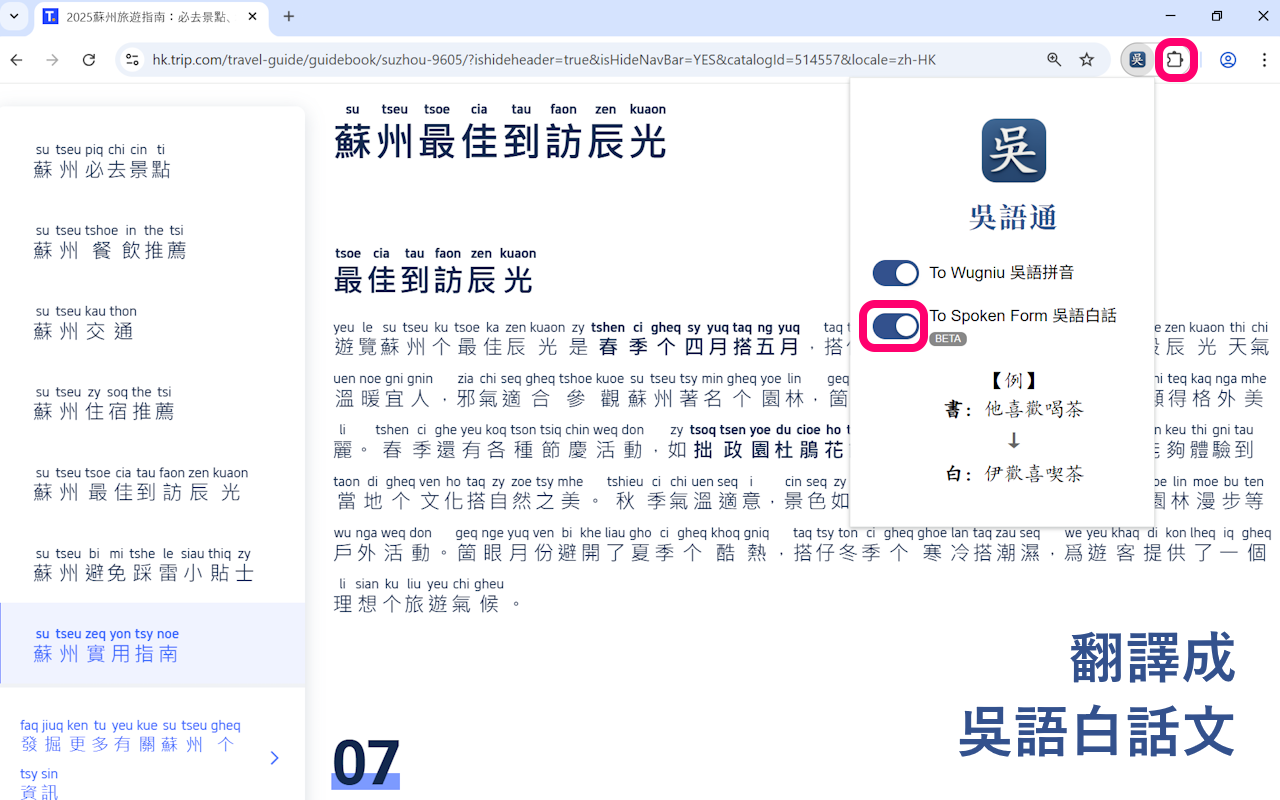 2025蘇州旅遊指南：必去景點、
hk.trip.com/travel-guide/guidebook/suzhou-9605/?ishideheader=true&isHideNavBar=YES&catalogId=514557&locale=zh-HK
su tseu piq chi cin ti
蘇州必去景點
su tseu tshoe in the tsi
蘇州餐飲推薦
su tseu kau thon
蘇州交通
su tseu zy soq the tsi
蘇州住宿推薦
su tseu tsoe cia tau faon zen kuaon
蘇州最佳到訪辰光
su tseu bi mi tshe le siau thiq zy
蘇州避免踩雷小貼士
su tseu zeq yon tsy noe
蘇州實用指南
faq jiuq ken tu yeu kue su tseu gheq
發掘更多有關蘇州个
tsy sin
資訊
su tseu tsoe cia tau faon zen kuaon
蘇州最佳到訪辰光
tsoe cia tau faon zen kuaon
最佳到訪辰光
yeu le su tseu ku tsoe ka zen kuaon zy tshen ci gheq sy yuq taq ng yuq taq
遊覽蘇州个最佳辰光是春季个四月搭五月，搭
zen kuaon thi chi
辰光天氣
uen noe gni gnin zia chi seq gheq tshoe kuoe su tseu tsy min gheq yoe lin geq
溫暖宜人，邪氣適合參觀蘇州著名个園林，箇
teq kaq nga mhe
得格外美
li tshen ci ghe yeu koq tson tsiq chin weq don zy tsoq tsen yoe du cioe ho
麗。春季還有各種節慶活動，如拙政園杜鵑花
keu thi gni tau
夠體驗到
taon di gheq ven ho taq zy zoe tsy mhe tshieu ci chi uen seq i cin seq zy
當地个文化搭自然之美。秋季氣溫適意，景色如
lin moe bu ten
園林漫步等
wu nga weq don geq nge yuq ven bi khe liau gho ci gheq khoq gniq taq tsy ton ci gheq ghoe lan taq zau seq we yeu khaq di kon lheq iq gheq
戶外活動。箇眼月份避開了夏季个酷熱，搭仔冬季个寒冷搭潮濕，爲遊客提供了一個
li sian ku liu yeu chi gheu
理想个旅遊氣候。
07
吳
吳語通
To Wugniu 吳語拼音
To Spoken Form 吳語白話
BETA
【例】
書：他喜歡喝茶
↓
白：伊歡喜喫茶
翻譯成
吳語白話文